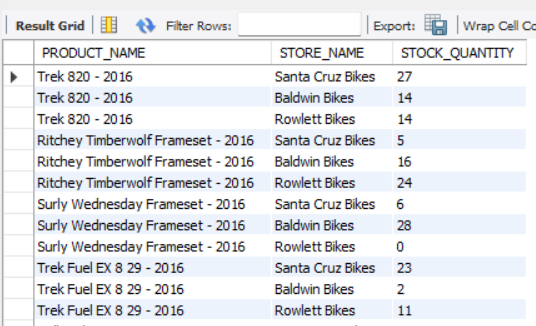 Result Grid Filter Rows: Export: Wrap Cell Co
PRODUCT_NAME STORE_NAME STOCK_QUANTITY
Trek 820 - 2016 Santa Cruz Bikes 27
Trek 820 - 2016 Baldwin Bikes 14
Trek 820 - 2016 Rowlett Bikes 14
Ritchey Timberwolf Frameset - 2016 Santa Cruz Bikes 5
Ritchey Timberwolf Frameset - 2016 Baldwin Bikes 16
Ritchey Timberwolf Frameset - 2016 Rowlett Bikes 24
Surly Wednesday Frameset - 2016 Santa Cruz Bikes 6
Surly Wednesday Frameset - 2016 Baldwin Bikes 28
Surly Wednesday Frameset - 2016 Rowlett Bikes 0
Trek Fuel EX 8 29 - 2016 Santa Cruz Bikes 23
Trek Fuel EX 8 29 - 2016 Baldwin Bikes 2
Trek Fuel EX 8 29 - 2016 Rowlett Bikes 11